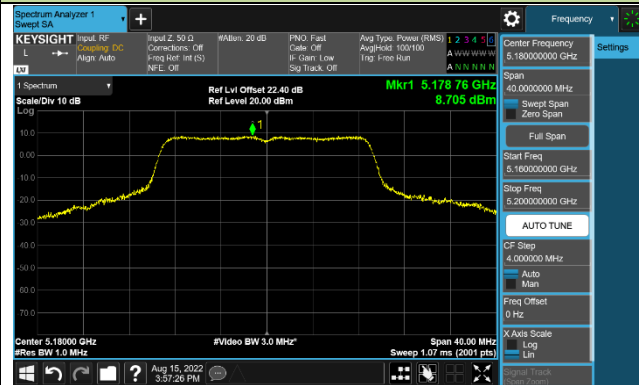 Spectrum Analyzer 1
Swept SA
Frequency
KEYSIGHT
L
Input: RF
Coupling: DC
Align: Auto
Input Z: 50 Ω
Corrections: Off
Freq Ref: Int (S)
NFE: Off
#Atten: 20 dB
PNO: Fast
Gate: Off
IF Gain: Low
Sig Track: Off
Avg Type: Power (RMS)
Avg|Hold: 100/100
Trig: Free Run
1 2 3 4 5 6
A W W W W W
A N N N N N
LXI
1 Spectrum
Scale/Div 10 dB
Log
Ref Lvl Offset 22.40 dB
Ref Level 20.00 dBm
Mkr1 5.178 76 GHz
8.705 dBm
1
10.0
0.00
-10.0
-20.0
-30.0
-40.0
-50.0
-60.0
-70.0
Center 5.18000 GHz
#Res BW 1.0 MHz
#Video BW 3.0 MHz*
Span 40.00 MHz
Sweep 1.07 ms (2001 pts)
Aug 15, 2022
3:57:26 PM
?
Center Frequency
5.180000000 GHz
Settings
Span
40.0000000 MHz
Swept Span
Zero Span
Full Span
Start Freq
5.160000000 GHz
Stop Freq
5.200000000 GHz
AUTO TUNE
CF Step
4.000000 MHz
Auto
Man
Freq Offset
0 Hz
X Axis Scale
Log
Lin
Signal Track
(Span Zoom)